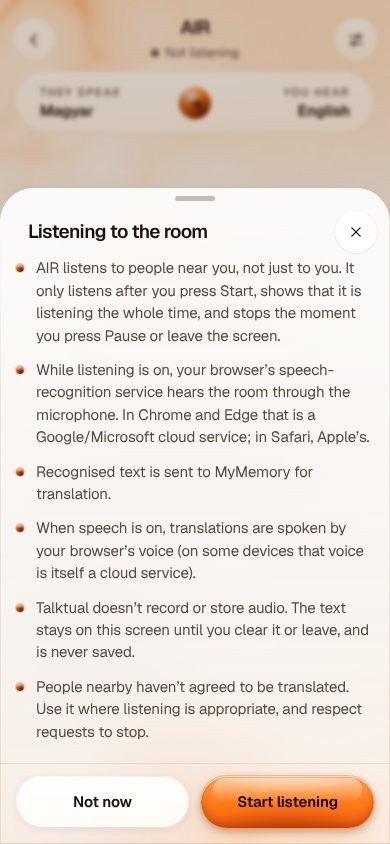 AIR
Not listening
THEY SPEAK
YOU HEAR
Magyar
English
Listening to the room
AIR listens to people near you, not just to you. It
only listens after you press Start, shows that it is
listening the whole time, and stops the moment
you press Pause or leave the screen.
While listening is on, your browser’s speech-
recognition service hears the room through the
microphone. In Chrome and Edge that is a
Google/Microsoft cloud service; in Safari, Apple’s.
Recognised text is sent to MyMemory for
translation.
When speech is on, translations are spoken by
your browser’s voice (on some devices that voice
is itself a cloud service).
Talktual doesn’t record or store audio. The text
stays on this screen until you clear it or leave, and
is never saved.
People nearby haven’t agreed to be translated.
Use it where listening is appropriate, and respect
requests to stop.
Not now
Start listening